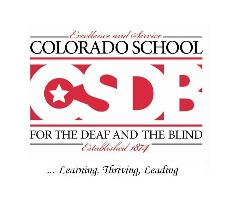 Excellence and Service
COLORADO SCHOOL
CSDB
FOR THE DEAF AND THE BLIND
Established 1874
... Learning, Thriving, Leading